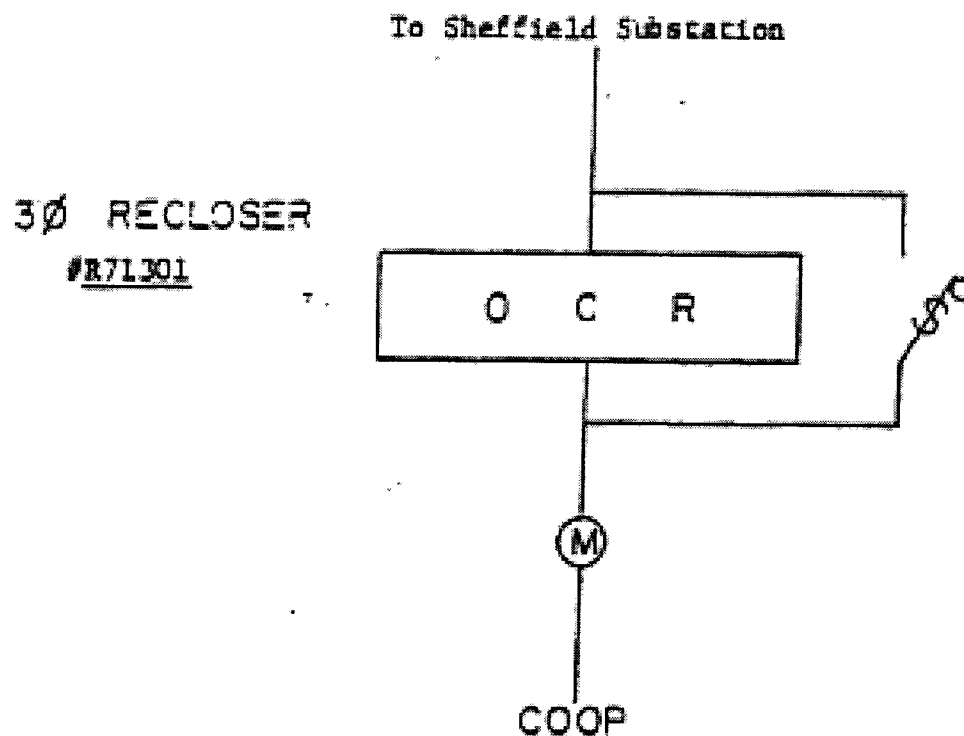 To Sheffield Substation
3Ø RECLOSER
#R71301
O C R
M
COOP